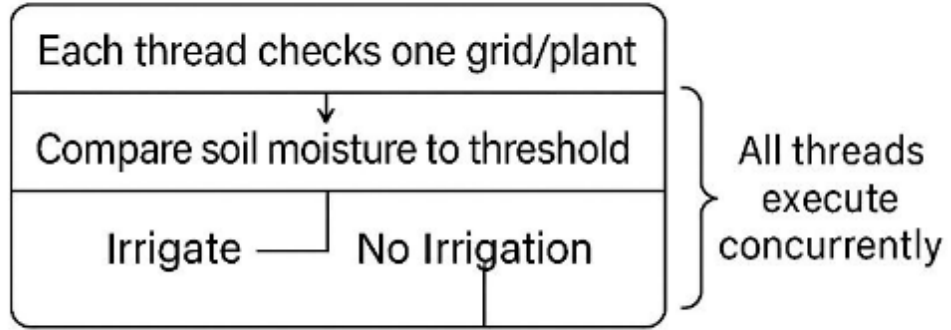 Each thread checks one grid/plant
Compare soil moisture to threshold
Irrigate
No Irrigation
All threads
execute
concurrently